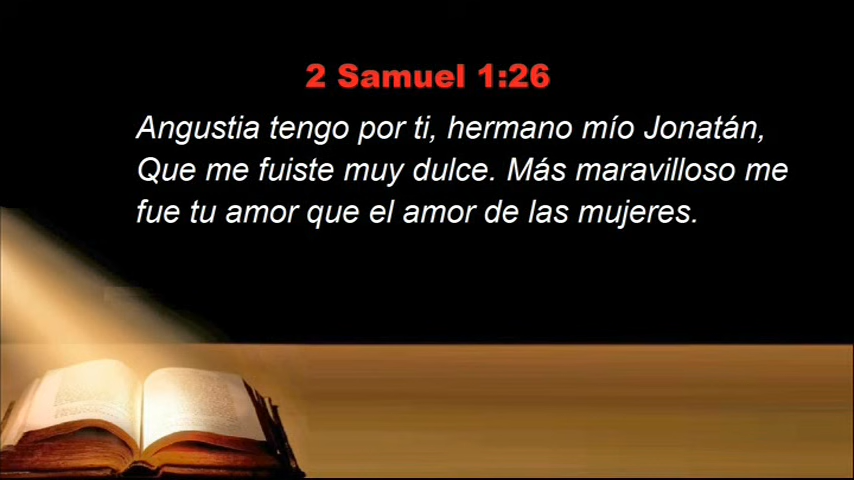 2 Samuel 1:26
Angustia tengo por ti, hermano mío Jonatán,
Que me fuiste muy dulce. Más maravilloso me
fue tu amor que el amor de las mujeres.